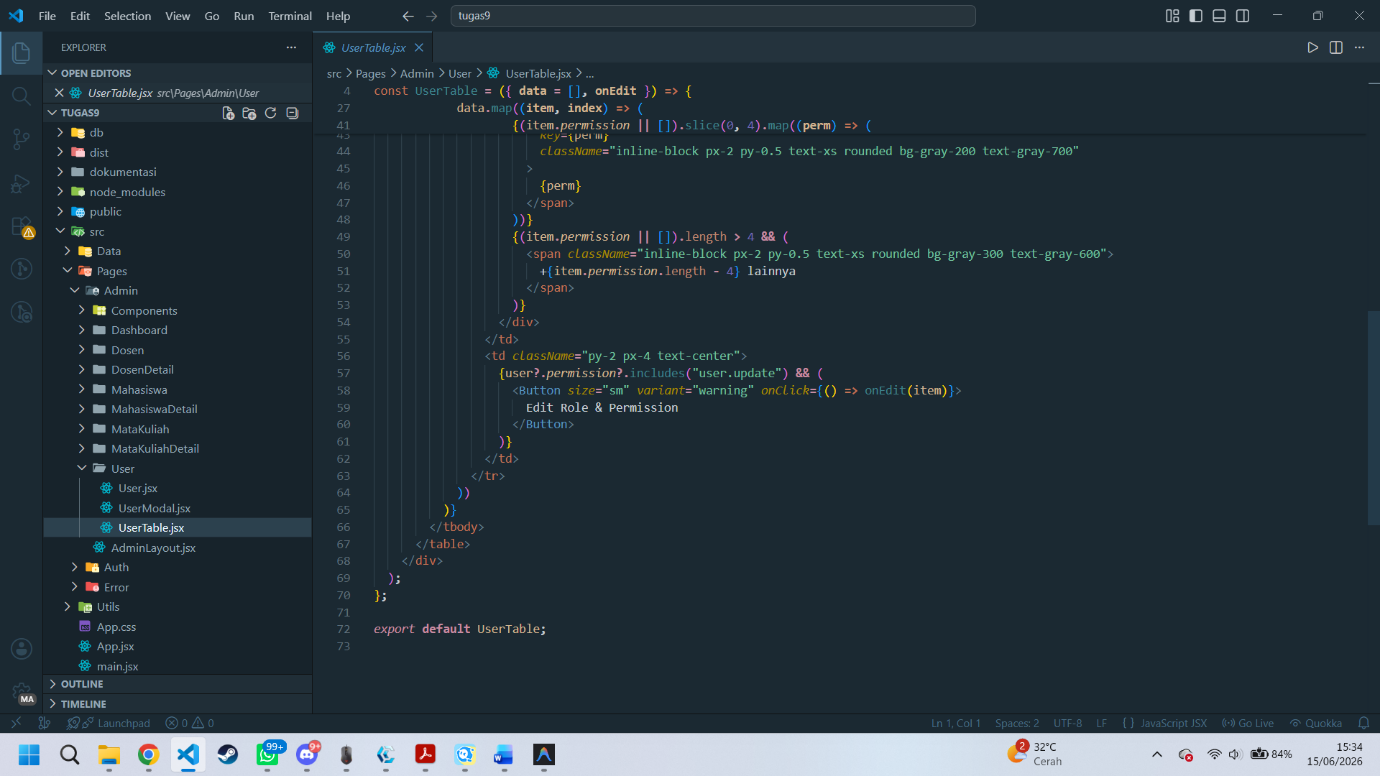 File Edit Selection View Go Run Terminal Help
tugas9
EXPLORER
OPEN EDITORS
UserTable.jsx src\Pages\Admin\User
TUGAS9
db
dist
dokumentasi
node_modules
public
src
Data
Pages
Admin
Components
Dashboard
Dosen
DosenDetail
Mahasiswa
MahasiswaDetail
MataKuliah
MataKuliahDetail
User
User.jsx
UserModal.jsx
UserTable.jsx
AdminLayout.jsx
Auth
Error
Utils
App.css
App.jsx
main.jsx
OUTLINE
TIMELINE
MA
UserTable.jsx
src > Pages > Admin > User > UserTable.jsx > ...
4 const UserTable = ({ data = [], onEdit }) => {
27 data.map((item, index) => (
41 {(item.permission || []).slice(0, 4).map((perm) => (
43 key={perm}
44 className="inline-block px-2 py-0.5 text-xs rounded bg-gray-200 text-gray-700"
45 >
46 {perm}
47 </span>
48 ))}
49 {(item.permission || []).length > 4 && (
50 <span className="inline-block px-2 py-0.5 text-xs rounded bg-gray-300 text-gray-600">
51 +{item.permission.length - 4} lainnya
52 </span>
53 )}
54 </div>
55 </td>
56 <td className="py-2 px-4 text-center">
57 {user?.permission?.includes("user.update") && (
58 <Button size="sm" variant="warning" onClick={() => onEdit(item)}>
59 Edit Role & Permission
60 </Button>
61 )}
62 </td>
63 </tr>
64 ))
65 )}
66 </tbody>
67 </table>
68 </div>
69 );
70 };
71
72 export default UserTable;
73
Launchpad 0 0 Ln 1, Col 1 Spaces: 2 UTF-8 LF {} JavaScript JSX Go Live Quokka
99+ 9+ 2 32°C Cerah 84% 15:34 15/06/2026